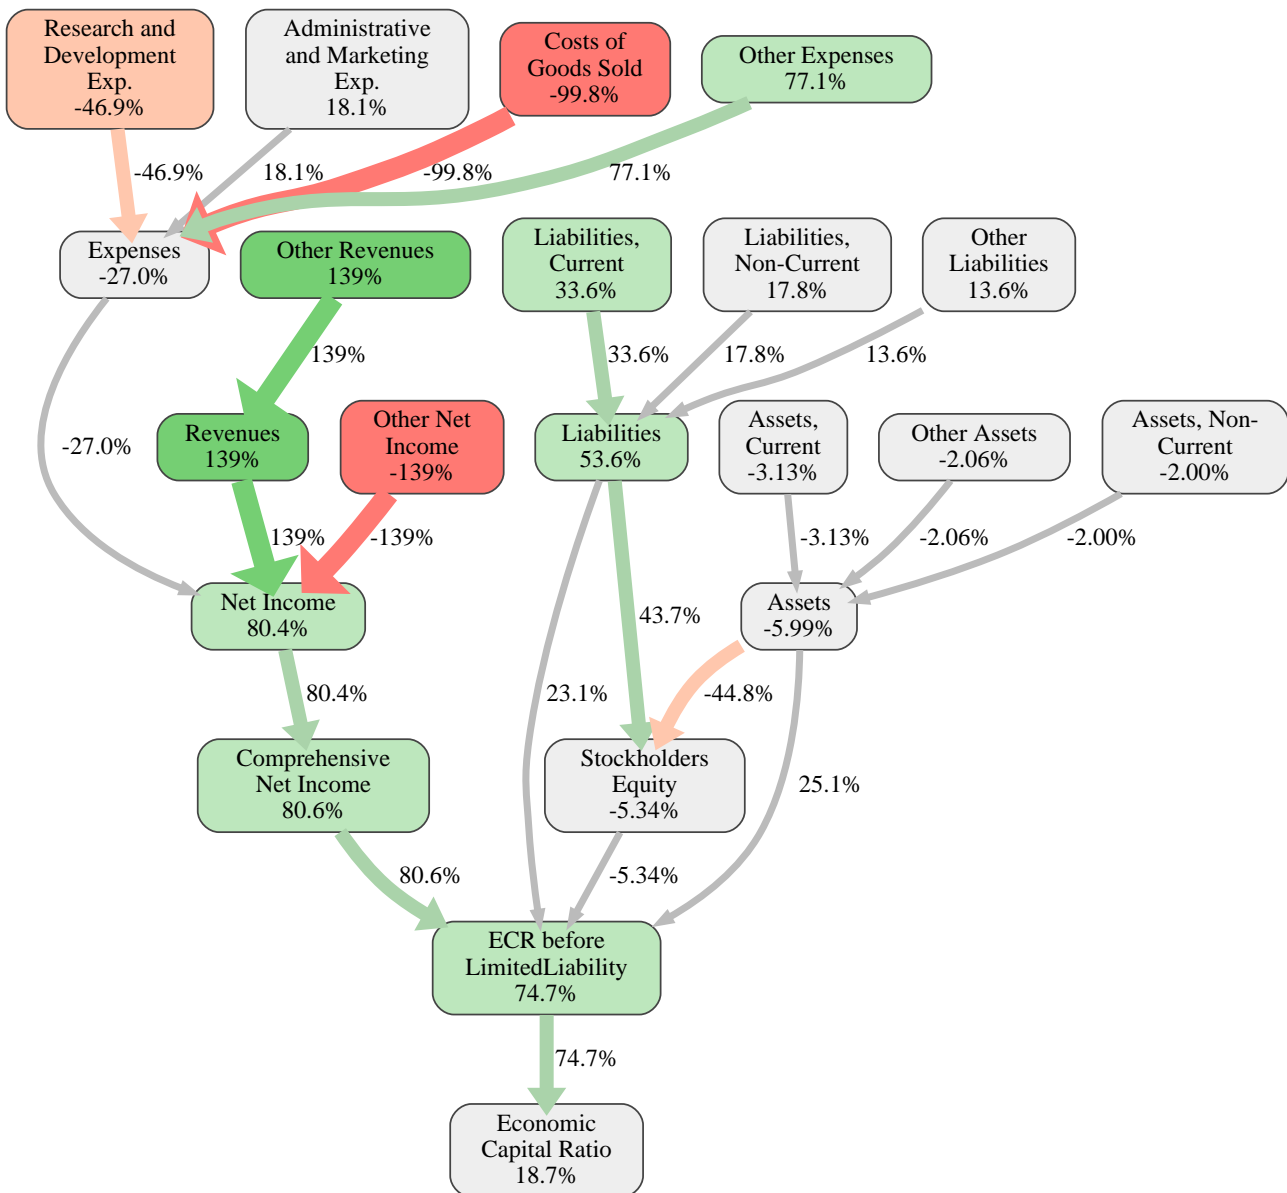 Research and
Development
Exp.
-46.9%
Administrative
and Marketing
Exp.
18.1%
Costs of
Goods Sold
-99.8%
Other Expenses
77.1%
-46.9%
18.1%
-99.8%
77.1%
Expenses
-27.0%
Other Revenues
139%
Liabilities,
Current
33.6%
Liabilities,
Non-Current
17.8%
Other
Liabilities
13.6%
139%
33.6%
17.8%
13.6%
-27.0%
Revenues
139%
Other Net
Income
-139%
Liabilities
53.6%
Assets,
Current
-3.13%
Other Assets
-2.06%
Assets, Non-
Current
-2.00%
139%
-139%
-3.13%
-2.06%
-2.00%
Net Income
80.4%
43.7%
Assets
-5.99%
80.4%
23.1%
-44.8%
Comprehensive
Net Income
80.6%
Stockholders
Equity
-5.34%
25.1%
80.6%
-5.34%
ECR before
LimitedLiability
74.7%
74.7%
Economic
Capital Ratio
18.7%